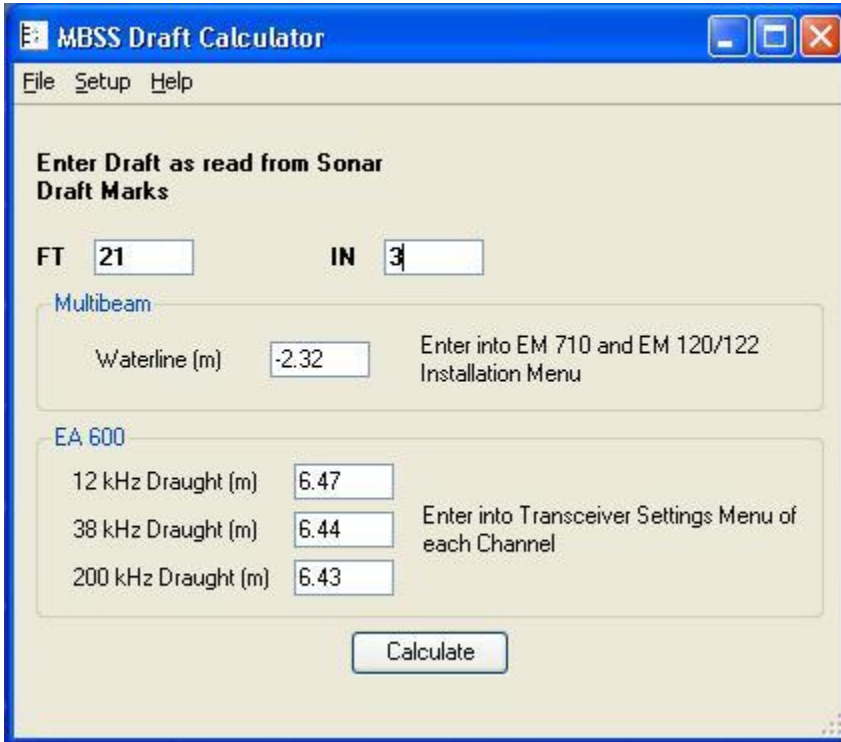 MBSS Draft Calculator
File Setup Help
Enter Draft as read from Sonar
Draft Marks
FT 21 IN 3
Multibeam
Waterline (m) -2.32 Enter into EM 710 and EM 120/122
Installation Menu
EA 600
12 kHz Draught (m) 6.47
38 kHz Draught (m) 6.44 Enter into Transceiver Settings Menu of
each Channel
200 kHz Draught (m) 6.43
Calculate